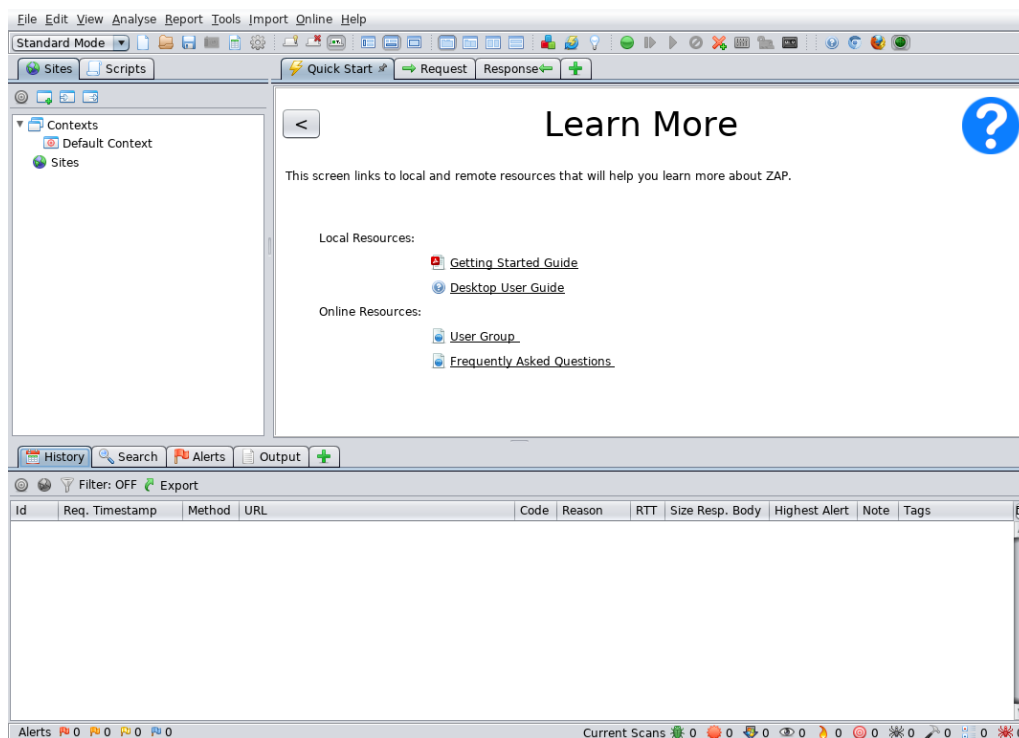 File Edit View Analyse Report Tools Import Online Help
Standard Mode
Sites Scripts
Quick Start Request Response
Contexts
Default Context
Sites
<
Learn More
This screen links to local and remote resources that will help you learn more about ZAP.
Local Resources:
Getting Started Guide
Desktop User Guide
Online Resources:
User Group
Frequently Asked Questions
History Search Alerts Output
Filter: OFF Export
Id Req. Timestamp Method URL Code Reason RTT Size Resp. Body Highest Alert Note Tags
Alerts 0 0 0 0 Current Scans 0 0 0 0 0 0 0 0 0